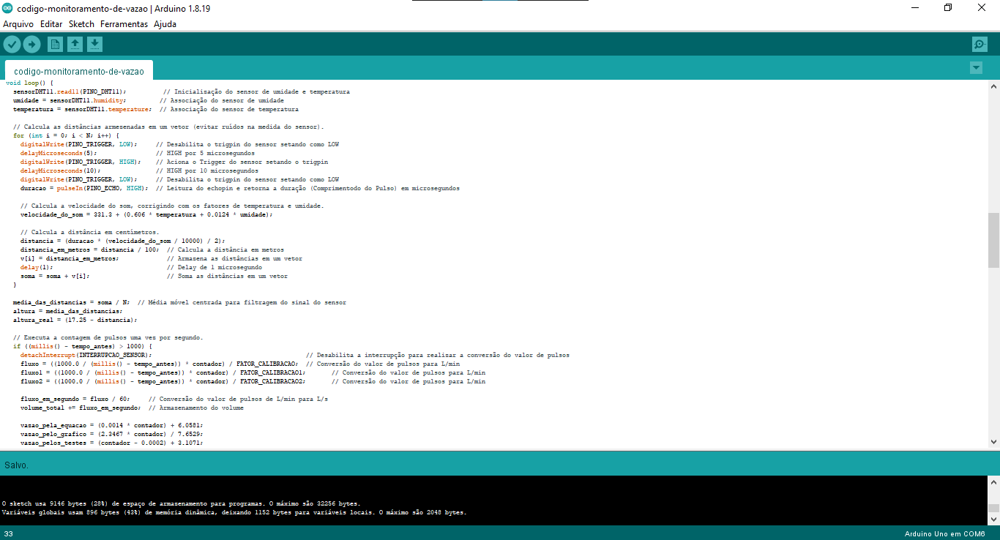 codigo-monitoramento-de-vazao | Arduino 1.8.19
Arquivo Editar Sketch Ferramentas Ajuda
codigo-monitoramento-de-vazao
void loop() {
  sensorDHT11.read11(PINO_DHT11);          // Inicialização do sensor de umidade e temperatura
  umidade = sensorDHT11.humidity;         // Associação do sensor de umidade
  temperatura = sensorDHT11.temperature;  // Associação do sensor de temperatura

  // Calcula as distâncias armezenadas em um vetor (evitar ruídos na medida do sensor).
  for (int i = 0; i < N; i++) {
    digitalWrite(PINO_TRIGGER, LOW);     // Desabilita o trigpin do sensor setando como LOW
    delayMicroseconds(5);                // HIGH por 5 microsegundos
    digitalWrite(PINO_TRIGGER, HIGH);    // Aciona o Trigger do sensor setando o trigpin
    delayMicroseconds(10);               // HIGH por 10 microsegundos
    digitalWrite(PINO_TRIGGER, LOW);     // Desabilita o trigpin do sensor setando como LOW
    duracao = pulseIn(PINO_ECHO, HIGH);  // Leitura do echopin e retorna a duração (Comprimentodo do Pulso) em microsegundos

    // Calcula a velocidade do som, corrigindo com os fatores de temperatura e umidade.
    velocidade_do_som = 331.3 + (0.606 * temperatura + 0.0124 * umidade);

    // Calcula a distância em centímetros.
    distancia = (duracao * (velocidade_do_som / 10000) / 2);
    distancia_em_metros = distancia / 100;  // Calcula a distância em metros
    v[i] = distancia_em_metros;             // Armazena as distâncias em um vetor
    delay(1);                               // Delay de 1 microsegundo
    soma = soma + v[i];                     // Soma as distâncias em um vetor
  }

  media_das_distancias = soma / N;  // Média móvel centrada para filtragem do sinal do sensor
  altura = media_das_distancias;
  altura_real = (17.25 - distancia);

  // Executa a contagem de pulsos uma vez por segundo.
  if ((millis() - tempo_antes) > 1000) {
    detachInterrupt(INTERRUPCAO_SENSOR);                                          // Desabilita a interrupção para realizar a conversão do valor de pulsos
    fluxo = ((1000.0 / (millis() - tempo_antes)) * contador) / FATOR_CALIBRACAO;  // Conversão do valor de pulsos para L/min
    fluxo1 = ((1000.0 / (millis() - tempo_antes)) * contador) / FATOR_CALIBRACAO1;       // Conversão do valor de pulsos para L/min
    fluxo2 = ((1000.0 / (millis() - tempo_antes)) * contador) / FATOR_CALIBRACAO2;       // Conversão do valor de pulsos para L/min

    fluxo_em_segundo = fluxo / 60;     // Conversão do valor de pulsos de L/min para L/s
    volume_total += fluxo_em_segundo;  // Armazenamento do volume

    vazao_pela_equacao = (0.0014 * contador) + 6.0581;
    vazao_pelo_grafico = (2.3467 * contador) / 7.6529;
    vazao_pelos_testes = (contador - 0.0002) + 3.1071;
Salvo.
O sketch usa 9146 bytes (28%) de espaço de armazenamento para programas. O máximo são 32256 bytes.
Variáveis globais usam 896 bytes (43%) de memória dinâmica, deixando 1152 bytes para variáveis locais. O máximo são 2048 bytes.
33
Arduino Uno em COM6